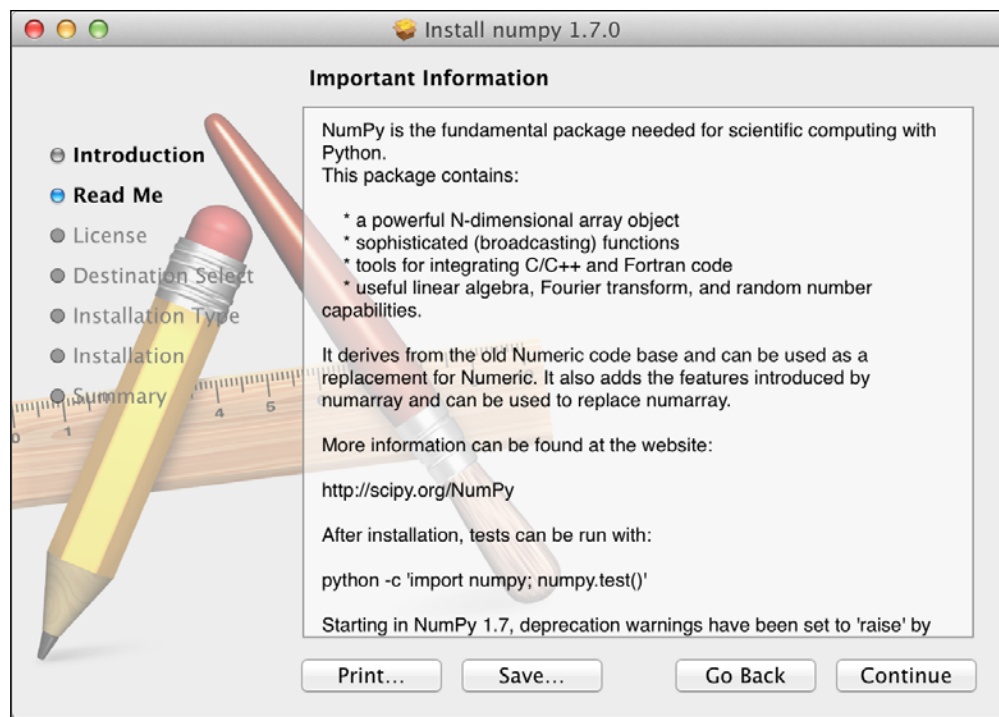 Install numpy 1.7.0
Important Information
Introduction
Read Me
License
Destination Select
Installation Type
Installation
Summary
0 1 4 5
NumPy is the fundamental package needed for scientific computing with
Python.
This package contains:
* a powerful N-dimensional array object
* sophisticated (broadcasting) functions
* tools for integrating C/C++ and Fortran code
* useful linear algebra, Fourier transform, and random number
capabilities.
It derives from the old Numeric code base and can be used as a
replacement for Numeric. It also adds the features introduced by
numarray and can be used to replace numarray.
More information can be found at the website:
http://scipy.org/NumPy
After installation, tests can be run with:
python -c 'import numpy; numpy.test()'
Starting in NumPy 1.7, deprecation warnings have been set to 'raise' by
Print...
Save...
Go Back
Continue